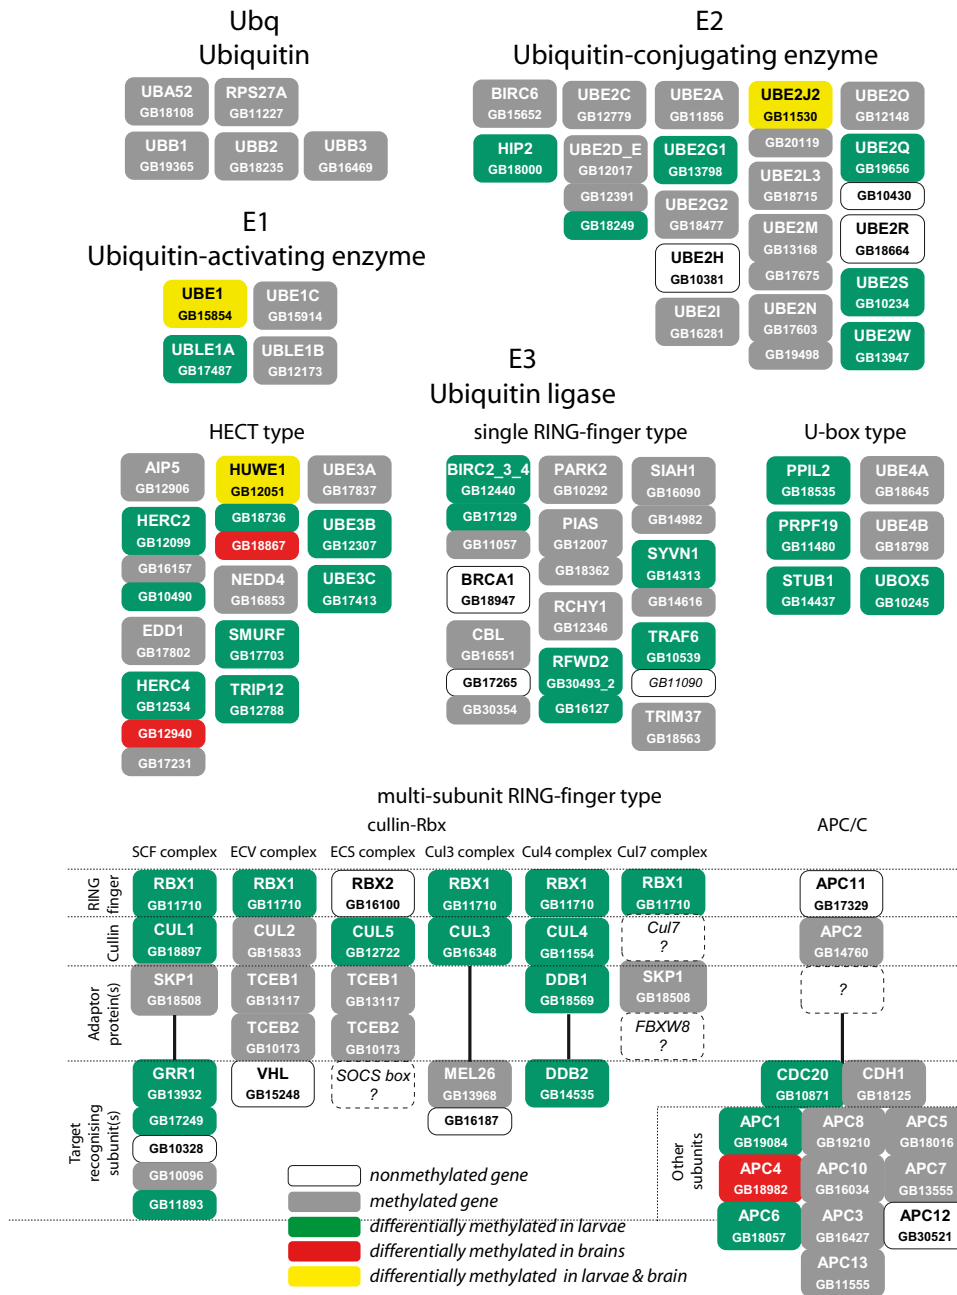 Ubq
Ubiquitin
UBA52
GB18108
RPS27A
GB11227
UBB1
GB19365
UBB2
GB18235
UBB3
GB16469
E2
Ubiquitin-conjugating enzyme
BIRC6
GB15652
HIP2
GB18000
UBE2C
GB12779
UBE2D_E
GB12017
GB12391
GB18249
UBE2A
GB11856
UBE2G1
GB13798
UBE2G2
GB18477
UBE2H
GB10381
UBE2I
GB16281
UBE2J2
GB11530
GB20119
UBE2L3
GB18715
UBE2M
GB13168
GB17675
UBE2N
GB17603
GB19498
UBE2O
GB12148
UBE2Q
GB19656
GB10430
UBE2R
GB18664
UBE2S
GB10234
UBE2W
GB13947
E1
Ubiquitin-activating enzyme
UBE1
GB15854
UBE1C
GB15914
UBLE1A
GB17487
UBLE1B
GB12173
E3
Ubiquitin ligase
HECT type
AIP5
GB12906
HERC2
GB12099
GB16157
GB10490
EDD1
GB17802
HERC4
GB12534
GB12940
GB17231
HUWE1
GB12051
GB18736
GB18867
NEDD4
GB16853
SMURF
GB17703
TRIP12
GB12788
UBE3A
GB17837
UBE3B
GB12307
UBE3C
GB17413
single RING-finger type
BIRC2_3_4
GB12440
GB17129
GB11057
BRCA1
GB18947
CBL
GB16551
GB17265
GB30354
PARK2
GB10292
PIAS
GB12007
GB18362
RCHY1
GB12346
RFWD2
GB30493_2
GB16127
SIAH1
GB16090
GB14982
SYVN1
GB14313
GB14616
TRAF6
GB10539
GB11090
TRIM37
GB18563
U-box type
PPIL2
GB18535
UBE4A
GB18645
PRPF19
GB11480
UBE4B
GB18798
STUB1
GB14437
UBOX5
GB10245
multi-subunit RING-finger type
cullin-Rbx
APC/C
SCF complex
ECV complex
ECS complex
Cul3 complex
Cul4 complex
Cul7 complex
RING
finger
RBX1
GB11710
RBX1
GB11710
RBX2
GB16100
RBX1
GB11710
RBX1
GB11710
RBX1
GB11710
APC11
GB17329
Cullin
CUL1
GB18897
CUL2
GB15833
CUL5
GB12722
CUL3
GB16348
CUL4
GB11554
Cul7
?
APC2
GB14760
Adaptor
protein(s)
SKP1
GB18508
TCEB1
GB13117
TCEB2
GB10173
TCEB1
GB13117
TCEB2
GB10173
DDB1
GB18569
SKP1
GB18508
FBXW8
?
?
Target
recognising
subunit(s)
GRR1
GB13932
GB17249
GB10328
GB10096
GB11893
VHL
GB15248
SOCS box
?
MEL26
GB13968
GB16187
DDB2
GB14535
CDC20
GB10871
CDH1
GB18125
Other
subunits
APC1
GB19084
APC8
GB19210
APC5
GB18016
APC4
GB18982
APC10
GB16034
APC7
GB13555
APC6
GB18057
APC3
GB16427
APC12
GB30521
APC13
GB11555
nonmethylated gene
methylated gene
differentially methylated in larvae
differentially methylated in brains
differentially methylated in larvae & brain